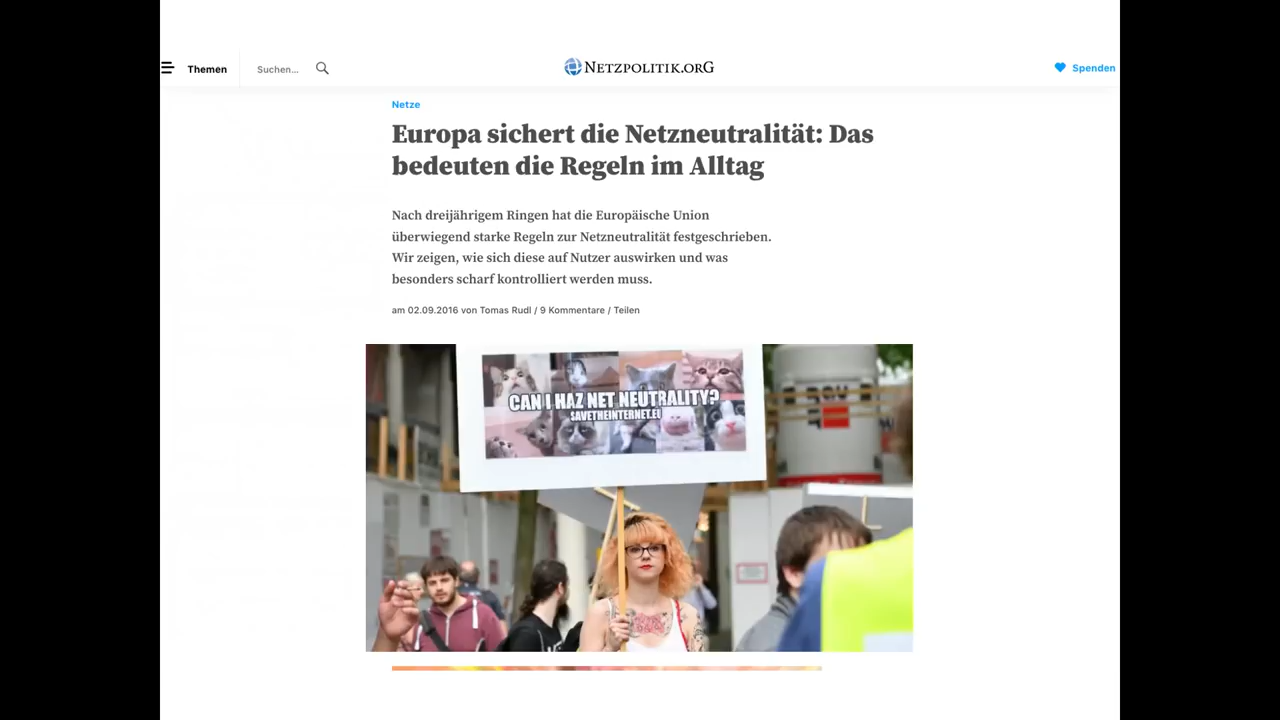 Themen
Suchen...
NETZPOLITIK.ORG
Spenden
Netze
Europa sichert die Netzneutralität: Das
bedeuten die Regeln im Alltag
Nach dreijährigem Ringen hat die Europäische Union
überwiegend starke Regeln zur Netzneutralität festgeschrieben.
Wir zeigen, wie sich diese auf Nutzer auswirken und was
besonders scharf kontrolliert werden muss.
am 02.09.2016 von Tomas Rudl / 9 Kommentare / Teilen
CAN I HAZ NET NEUTRALITY?
SAVETHEINTERNET.EU